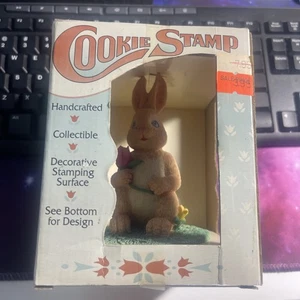 COOKIE STAMP
Handcrafted
Collectible
Decorative
Stamping
Surface
See Bottom
for Design